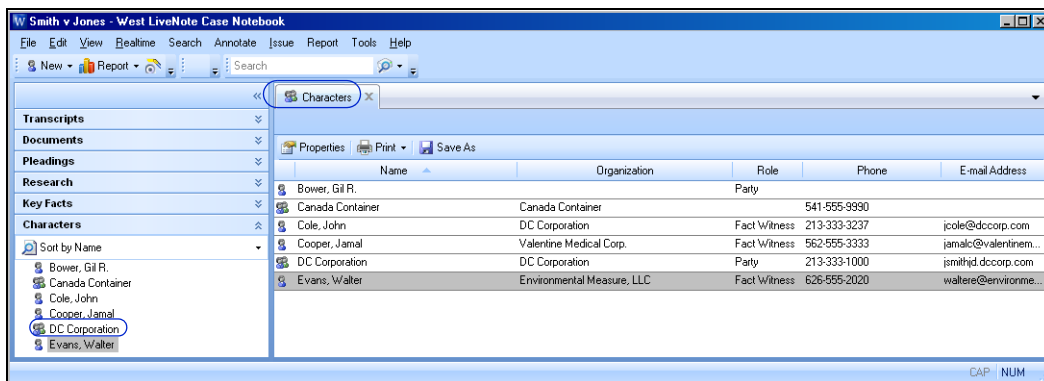 Smith v Jones - West LiveNote Case Notebook
File Edit View Realtime Search Annotate Issue Report Tools Help
New Report Search
Characters
Transcripts
Documents
Pleadings
Research
Key Facts
Characters
Sort by Name
Bower, Gil R.
Canada Container
Cole, John
Cooper, Jamal
DC Corporation
Evans, Walter
Properties Print Save As
Name Organization Role Phone E-mail Address
Bower, Gil R. Party
Canada Container Canada Container 541-555-9990
Cole, John DC Corporation Fact Witness 213-333-3237 jcole@dccorp.com
Cooper, Jamal Valentine Medical Corp. Fact Witness 562-555-3333 jamalc@valentinem...
DC Corporation DC Corporation Party 213-333-1000 jsmithjd.dccorp.com
Evans, Walter Environmental Measure, LLC Fact Witness 626-555-2020 waltere@environme...
CAP NUM